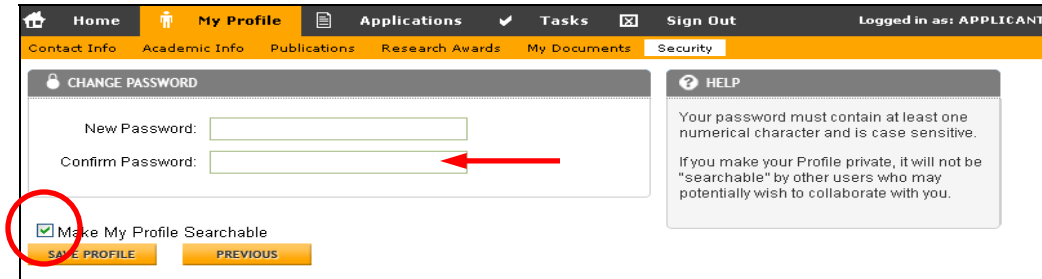 Home My Profile Applications Tasks Sign Out Logged in as: APPLICANT
Contact Info Academic Info Publications Research Awards My Documents Security
CHANGE PASSWORD
New Password:
Confirm Password:
Make My Profile Searchable
SAVE PROFILE PREVIOUS
HELP
Your password must contain at least one
numerical character and is case sensitive.
If you make your Profile private, it will not be
"searchable" by other users who may
potentially wish to collaborate with you.